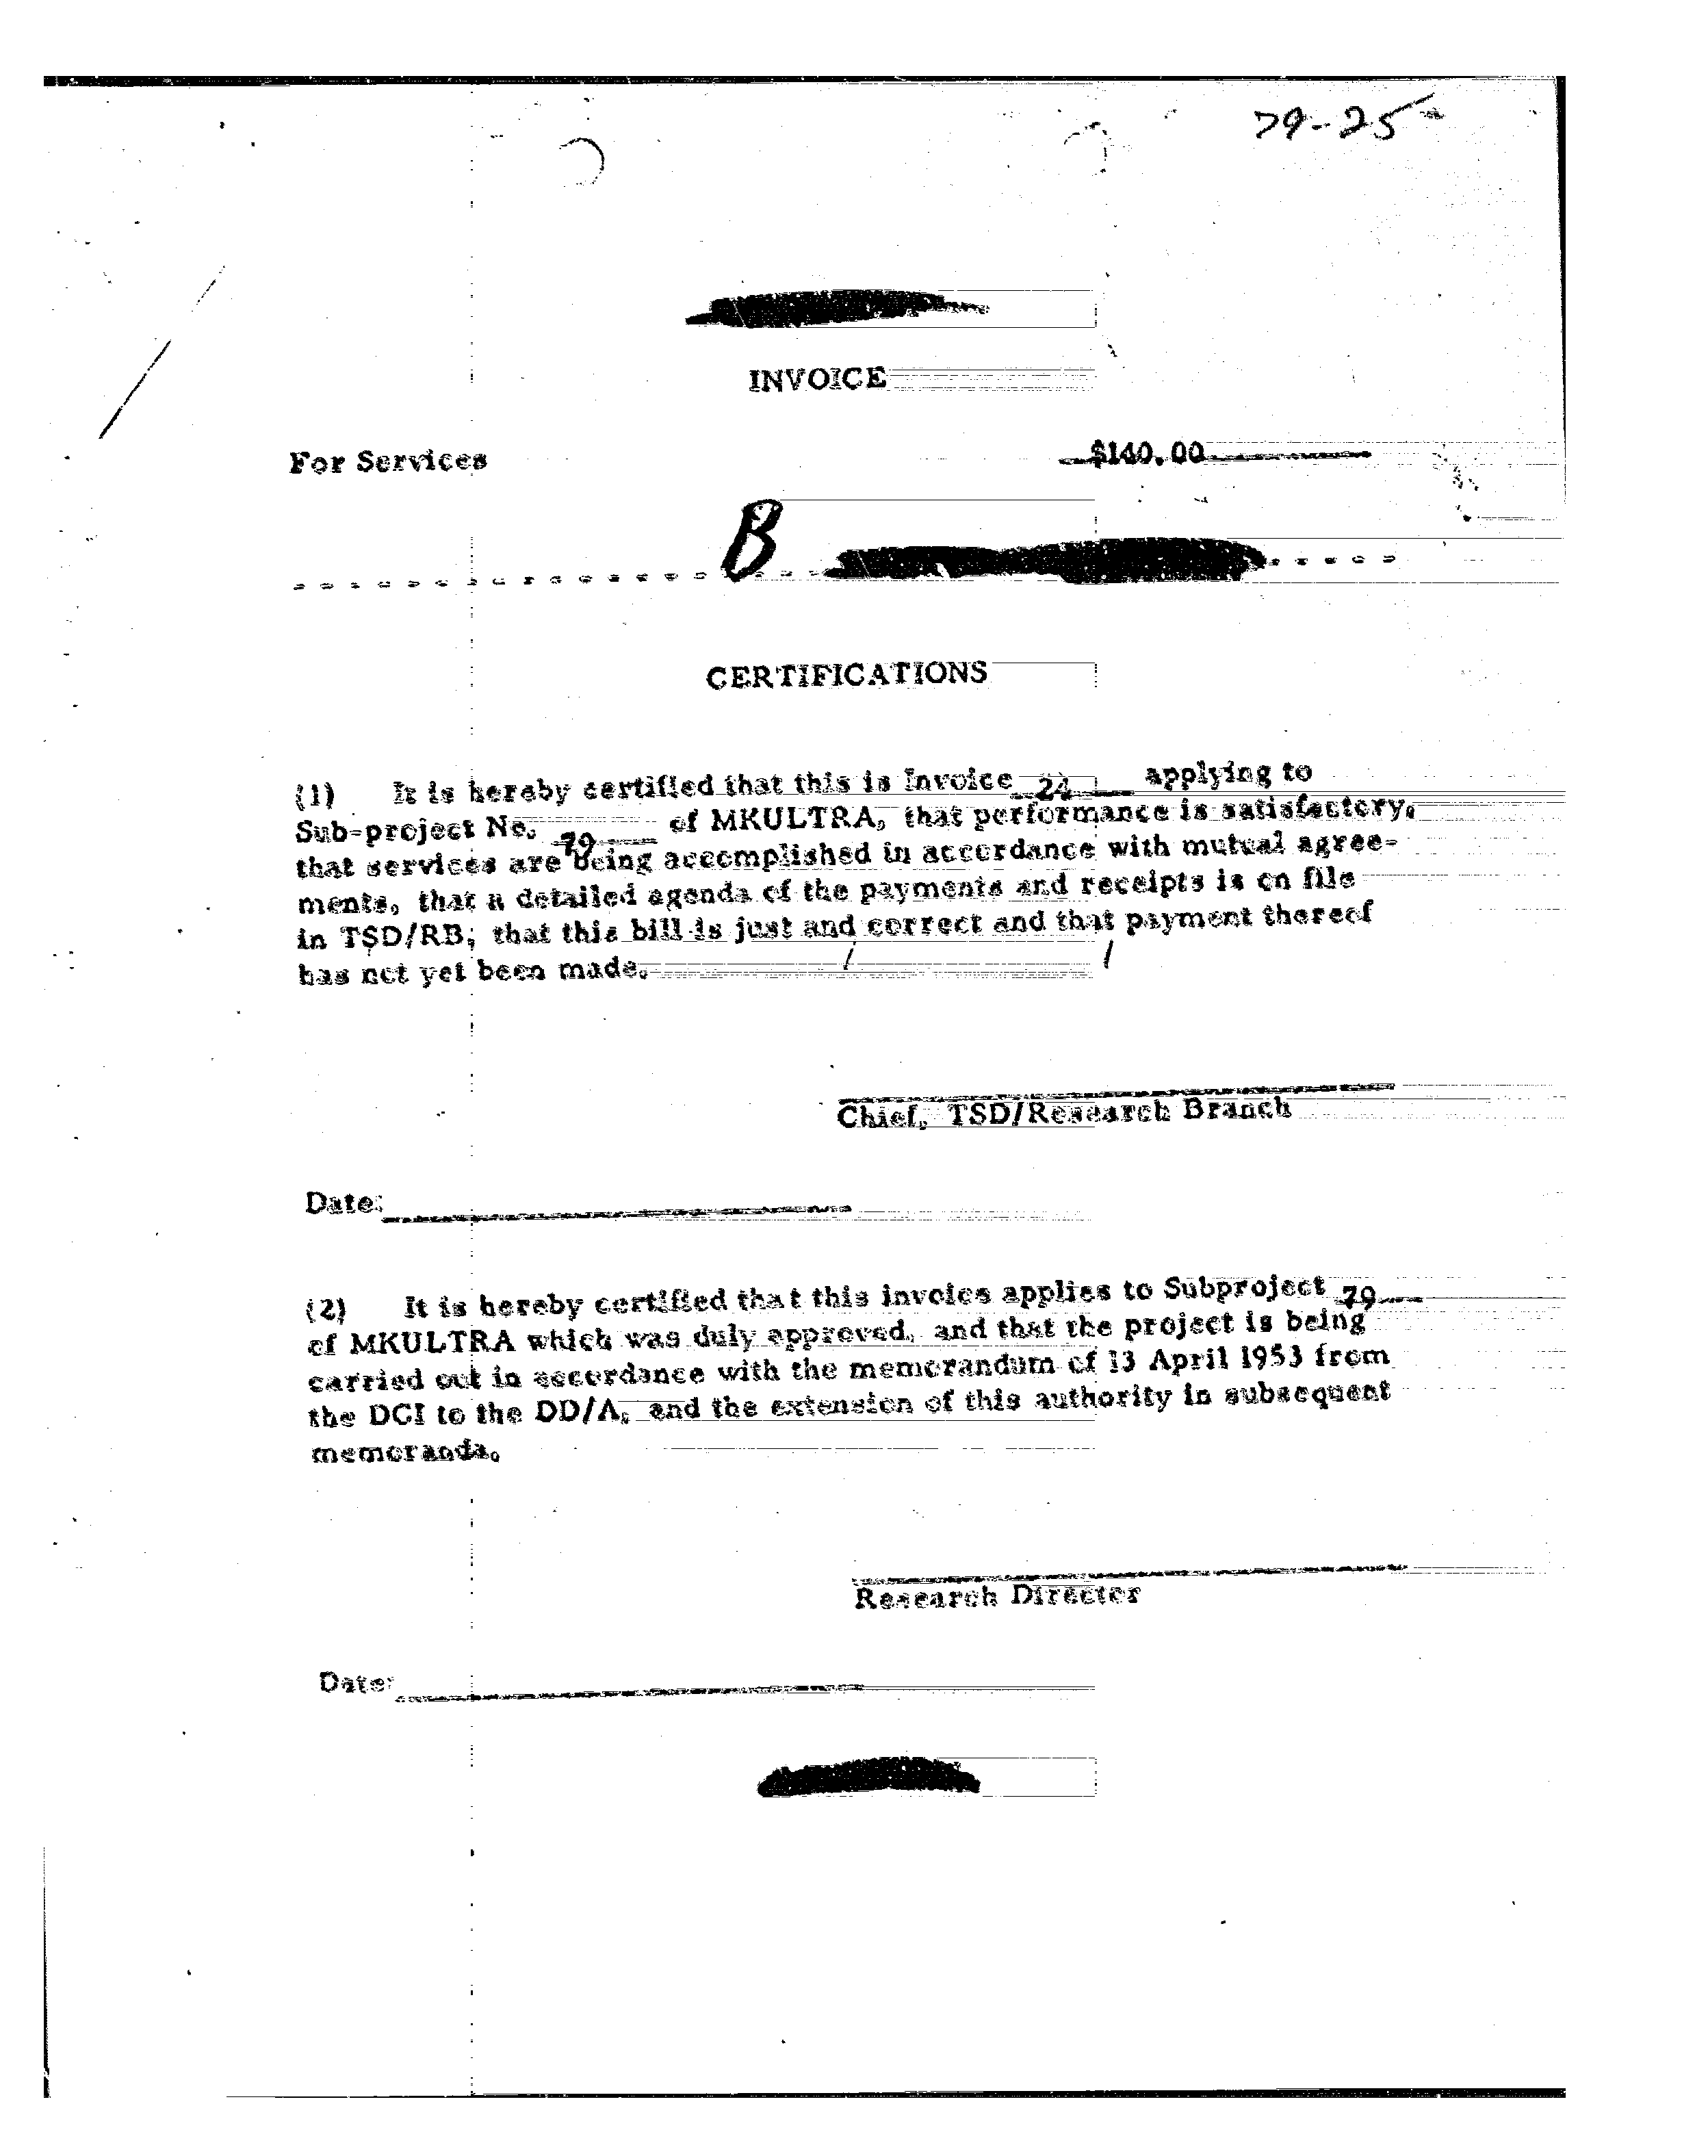 79-25
INVOICE
For Services $140.00
B
CERTIFICATIONS
(1) It is hereby certified that this is Invoice 24 applying to
Sub-project No. 79 of MKULTRA, that performance is satisfactory,
that services are being accomplished in accordance with mutual agree-
ments, that a detailed agenda of the payments and receipts is on file
in TSD/RB; that this bill is just and correct and that payment thereof
has not yet been made.
Chief, TSD/Research Branch
Date:
(2) It is hereby certified that this invoice applies to Subproject 79
of MKULTRA which was duly approved, and that the project is being
carried out in accordance with the memorandum of 13 April 1953 from
the DCI to the DD/A, and the extension of this authority in subsequent
memoranda.
Research Director
Date: